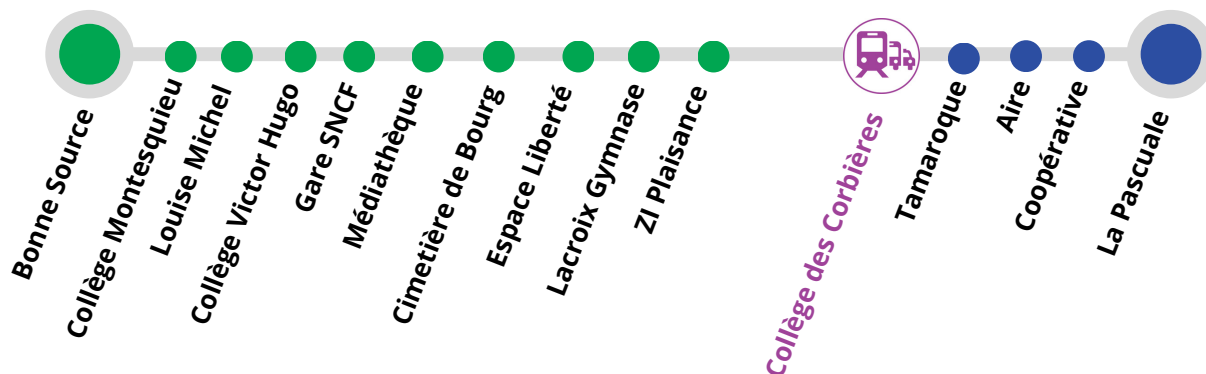 Bonne Source
Collège Montesquieu
Louise Michel
Collège Victor Hugo
Gare SNCF
Médiathèque
Cimetière de Bourg
Espace Liberté
Lacroix Gymnase
ZI Plaisance
Collège des Corbières
Tamaroque
Aire
Coopérative
La Pascuale